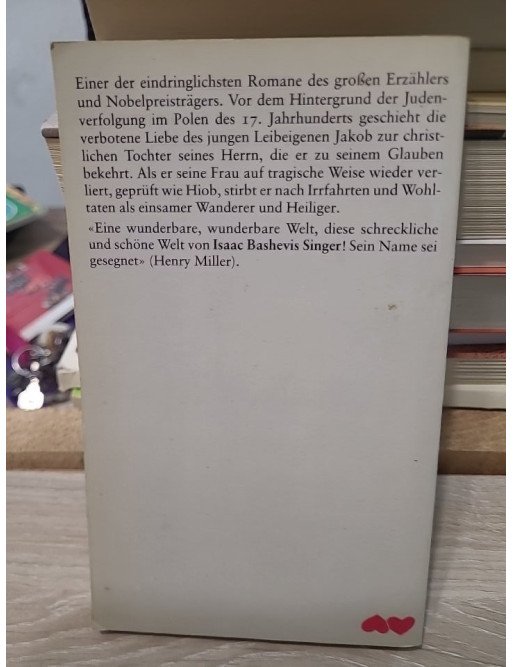 Einer der eindringlichsten Romane des großen Erzählers
und Nobelpreisträgers. Vor dem Hintergrund der Juden-
verfolgung im Polen des 17. Jahrhunderts geschieht die
verbotene Liebe des jungen Leibeigenen Jakob zur christ-
lichen Tochter seines Herrn, die er zu seinem Glauben
bekehrt. Als er seine Frau auf tragische Weise wieder ver-
liert, geprüft wie Hiob, stirbt er nach Irrfahrten und Wohl-
taten als einsamer Wanderer und Heiliger.
«Eine wunderbare, wunderbare Welt, diese schreckliche
und schöne Welt von Isaac Bashevis Singer! Sein Name sei
gesegnet» (Henry Miller).